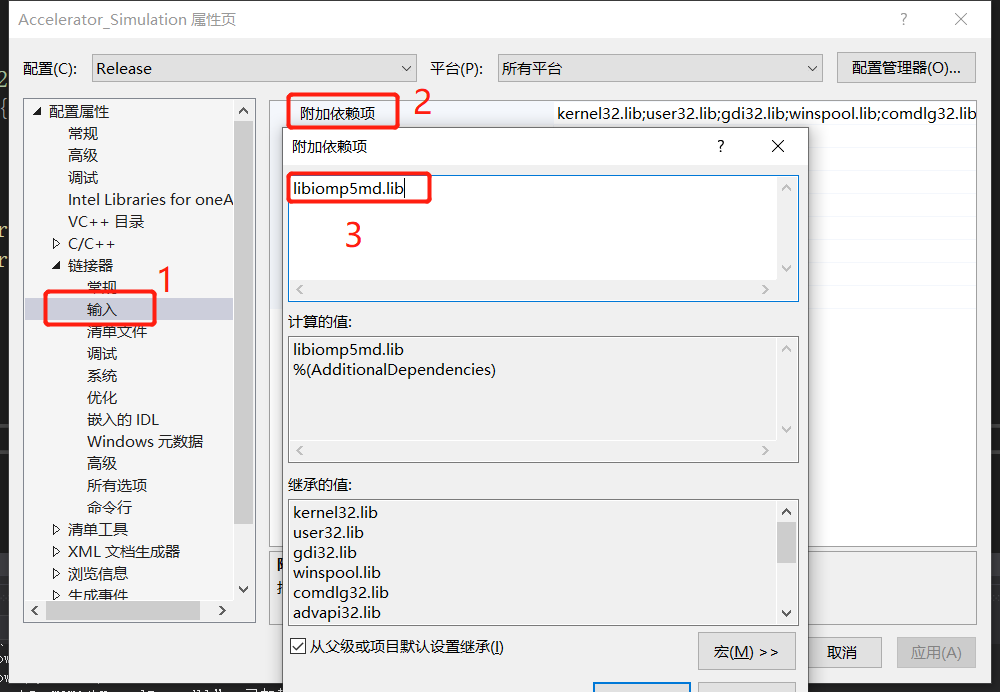 Accelerator_Simulation 属性页
?
配置(C):
Release
平台(P):
所有平台
配置管理器(O)...
配置属性
常规
高级
调试
Intel Libraries for oneA
VC++ 目录
C/C++
链接器
常规
输入
1
清单文件
调试
系统
优化
嵌入的 IDL
Windows 元数据
高级
所有选项
命令行
清单工具
XML 文档生成器
浏览信息
生成事件
附加依赖项
2
kernel32.lib;user32.lib;gdi32.lib;winspool.lib;comdlg32.lib
附加依赖项
?
libiomp5md.lib
3
计算的值:
libiomp5md.lib
%(AdditionalDependencies)
继承的值:
kernel32.lib
user32.lib
gdi32.lib
winspool.lib
comdlg32.lib
advapi32.lib
从父级或项目默认设置继承(I)
宏(M) >>
取消
应用(A)